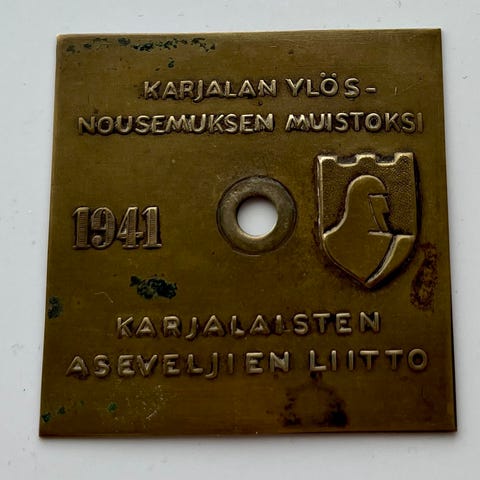 KARJALAN YLÖS-
NOUSEMUKSEN MUISTOKSI
1941
KARJALAISTEN
ASEVELJIEN LIITTO